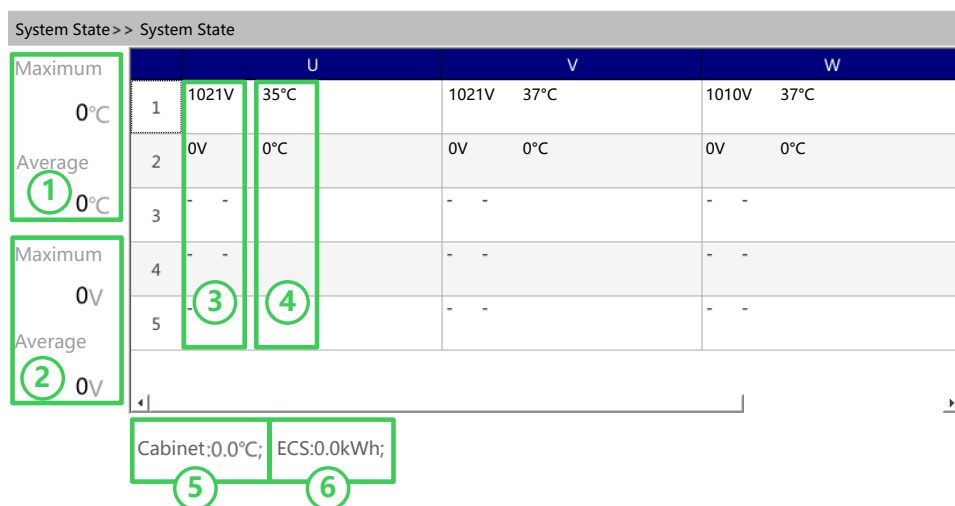 System State>> System State
U V W
Maximum
0°C
Average
0°C
1
Maximum
0V
Average
0V
2
1 1021V 35°C 1021V 37°C 1010V 37°C
2 0V 0°C 0V 0°C 0V 0°C
3 - - - - - -
4 - - - - - -
5 - - - - -
3 4
Cabinet:0.0°C; ECS:0.0kWh;
5 6